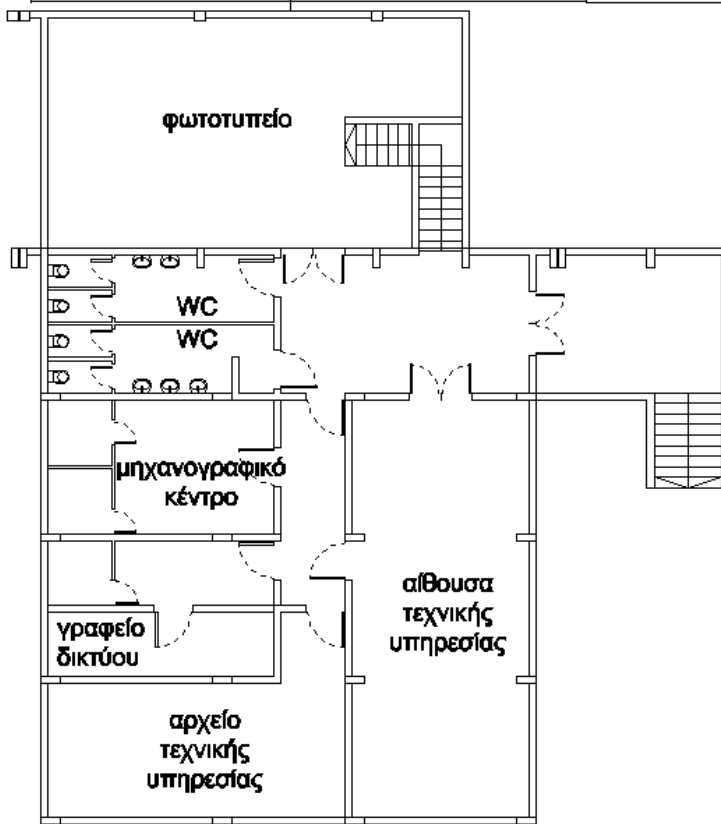 φωτοτυπείο
WC
WC
μηχανογραφικό
κέντρο
αίθουσα
τεχνικής
υπηρεσίας
γραφείο
δικτύου
αρχείο
τεχνικής
υπηρεσίας